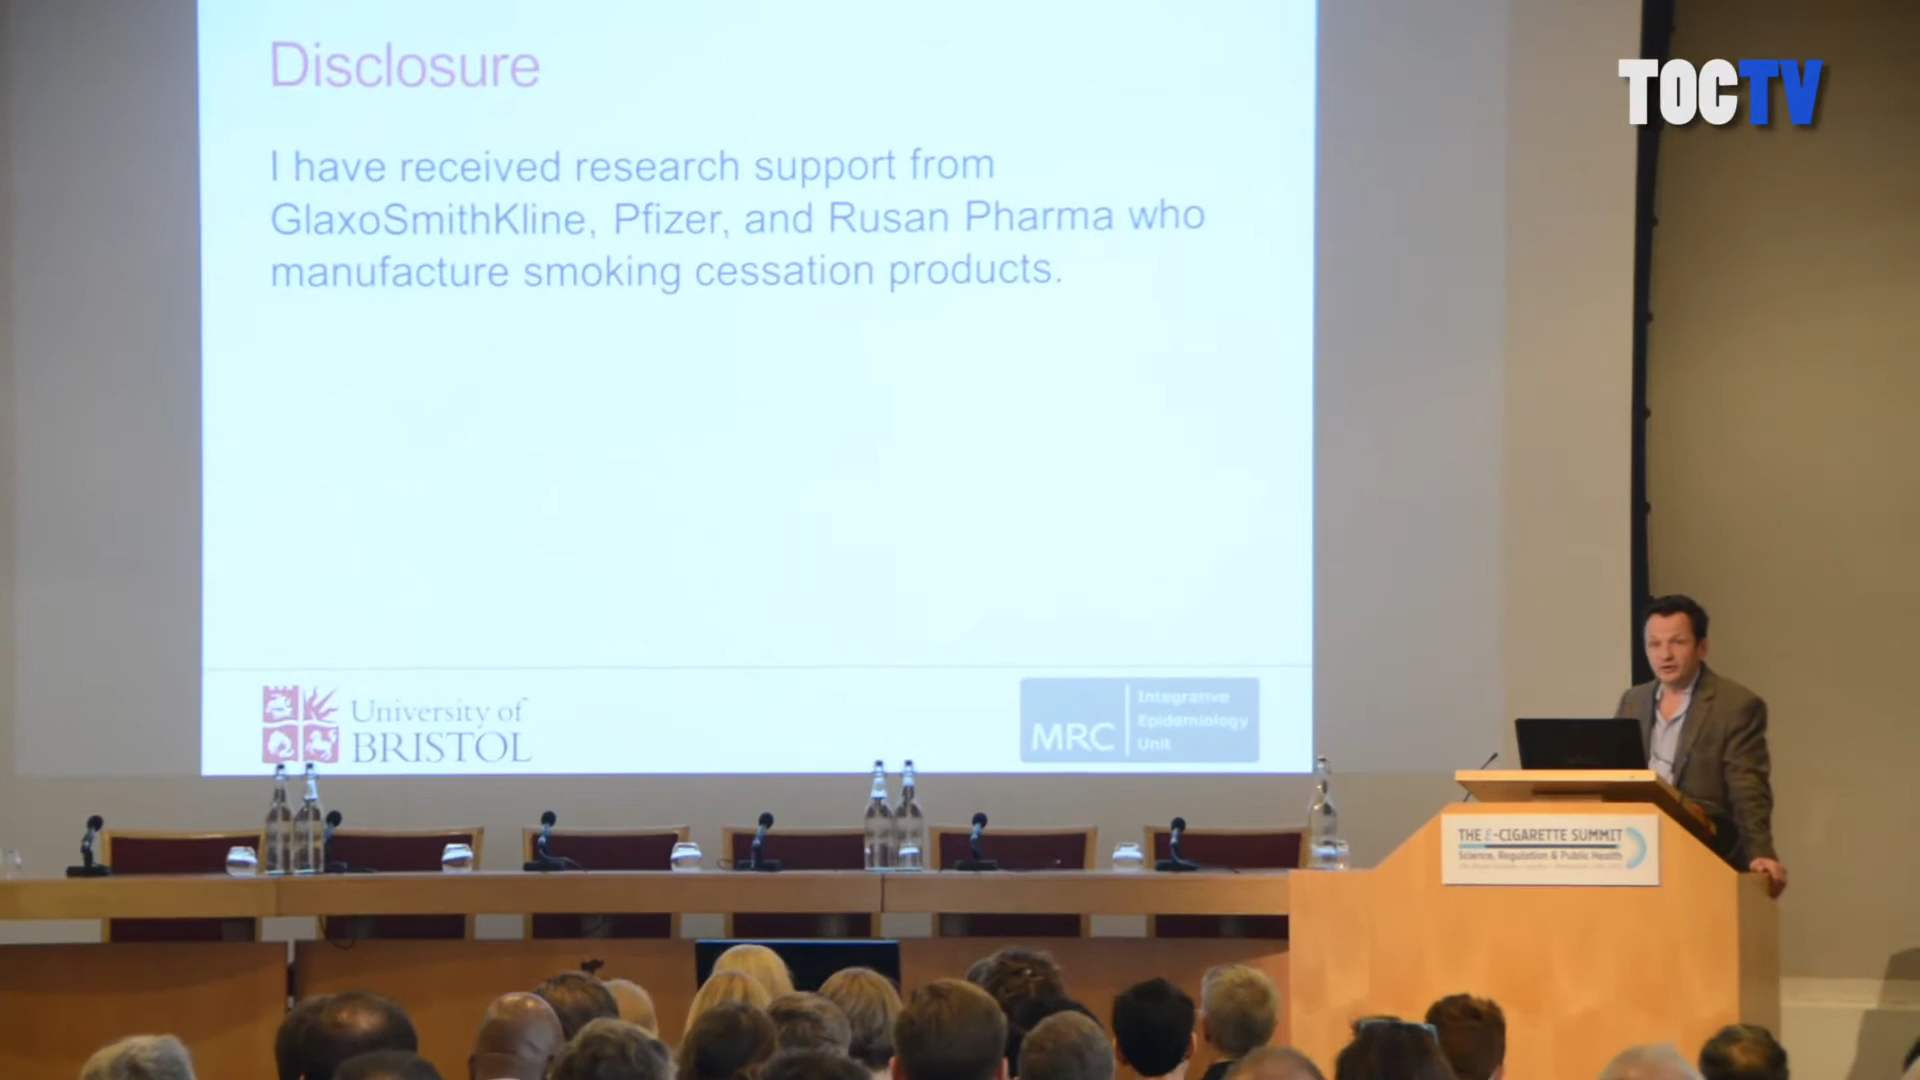 Disclosure
TOCTV
I have received research support from
GlaxoSmithKline, Pfizer, and Rusan Pharma who
manufacture smoking cessation products.
University of
BRISTOL
MRC
Integrative
Epidemiology
Unit
THE E-CIGARETTE SUMMIT
Science, Regulation & Public Health